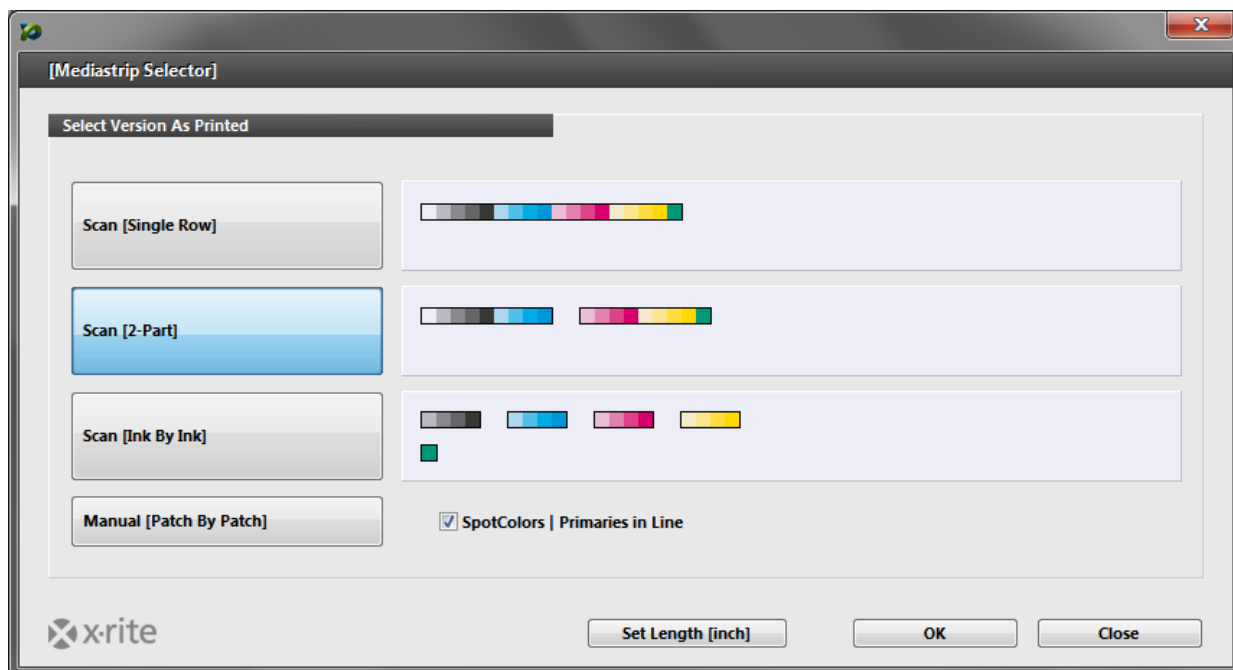 [Mediastrip Selector]
Select Version As Printed
Scan [Single Row]
Scan [2-Part]
Scan [Ink By Ink]
Manual [Patch By Patch]
SpotColors | Primaries in Line
x·rite
Set Length [inch]
OK
Close